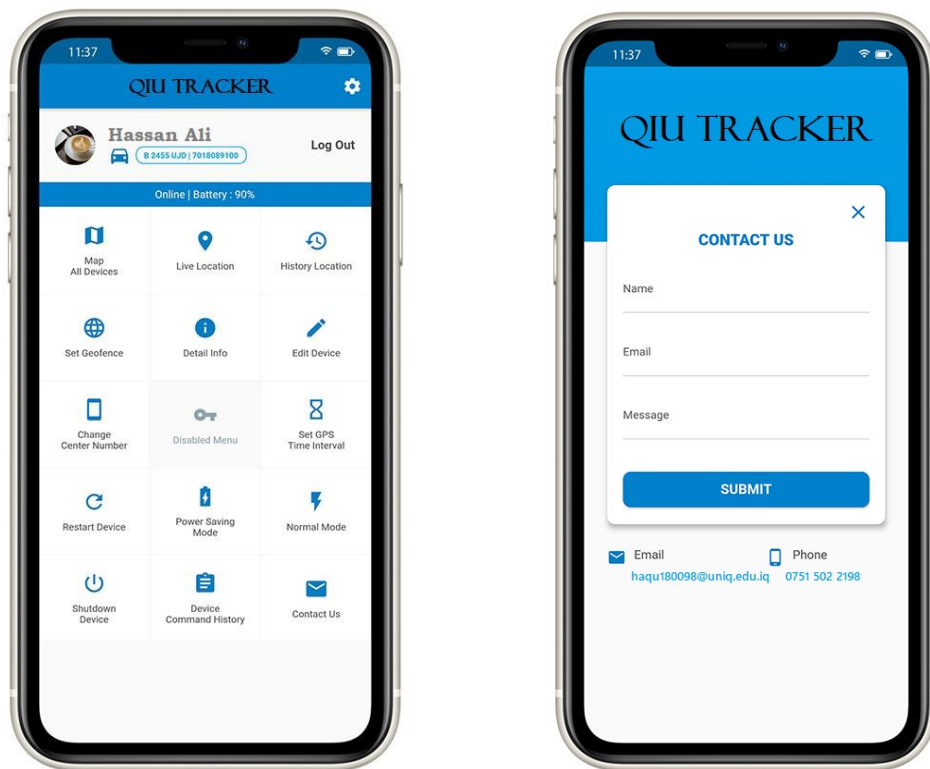 11:37
QIU TRACKER
Hassan Ali
B 2455 UJD | 7018089100
Log Out
Online | Battery : 90%
Map
All Devices
Live Location
History Location
Set Geofence
Detail Info
Edit Device
Change
Center Number
Disabled Menu
Set GPS
Time Interval
Restart Device
Power Saving
Mode
Normal Mode
Shutdown
Device
Device
Command History
Contact Us
11:37
QIU TRACKER
CONTACT US
Name
Email
Message
SUBMIT
Email
haqu180098@uniq.edu.iq
Phone
0751 502 2198